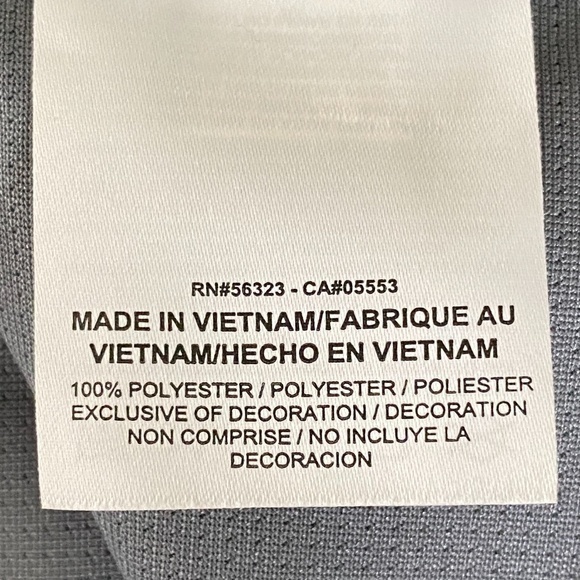 RN#56323 - CA#05553
MADE IN VIETNAM/FABRIQUE AU
VIETNAM/HECHO EN VIETNAM
100% POLYESTER / POLYESTER / POLIESTER
EXCLUSIVE OF DECORATION / DECORATION
NON COMPRISE / NO INCLUYE LA
DECORACION